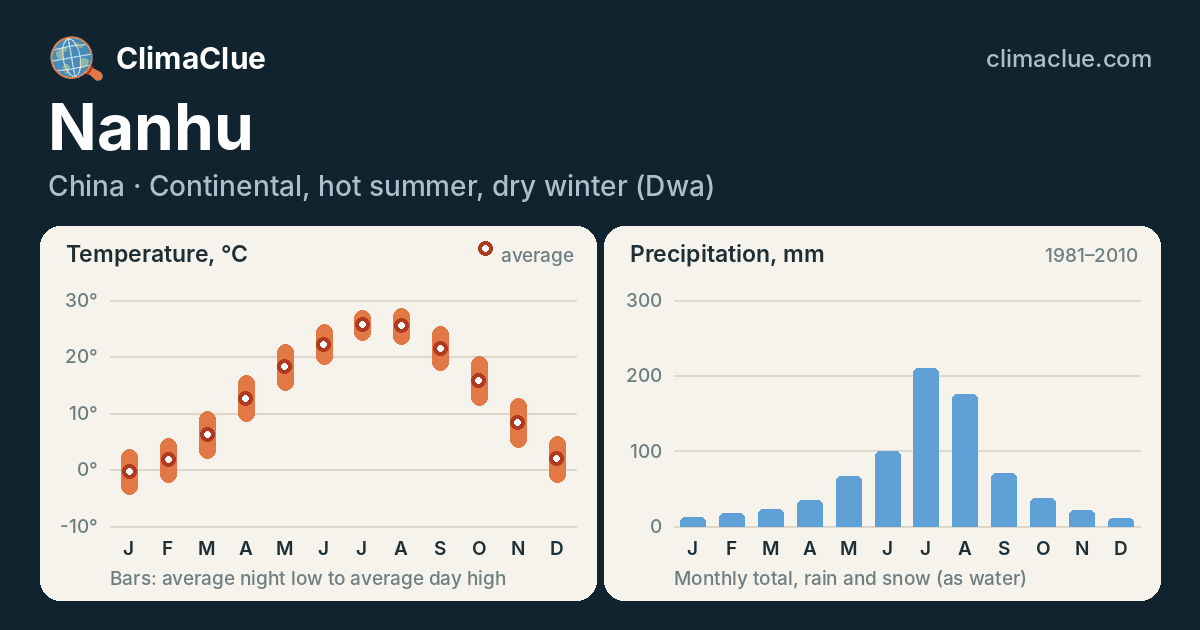 ClimaClue
climaclue.com
Nanhu
China · Continental, hot summer, dry winter (Dwa)
Temperature, °C
average
30°
20°
10°
0°
-10°
J F M A M J J A S O N D
Bars: average night low to average day high
Precipitation, mm
1981–2010
300
200
100
0
J F M A M J J A S O N D
Monthly total, rain and snow (as water)